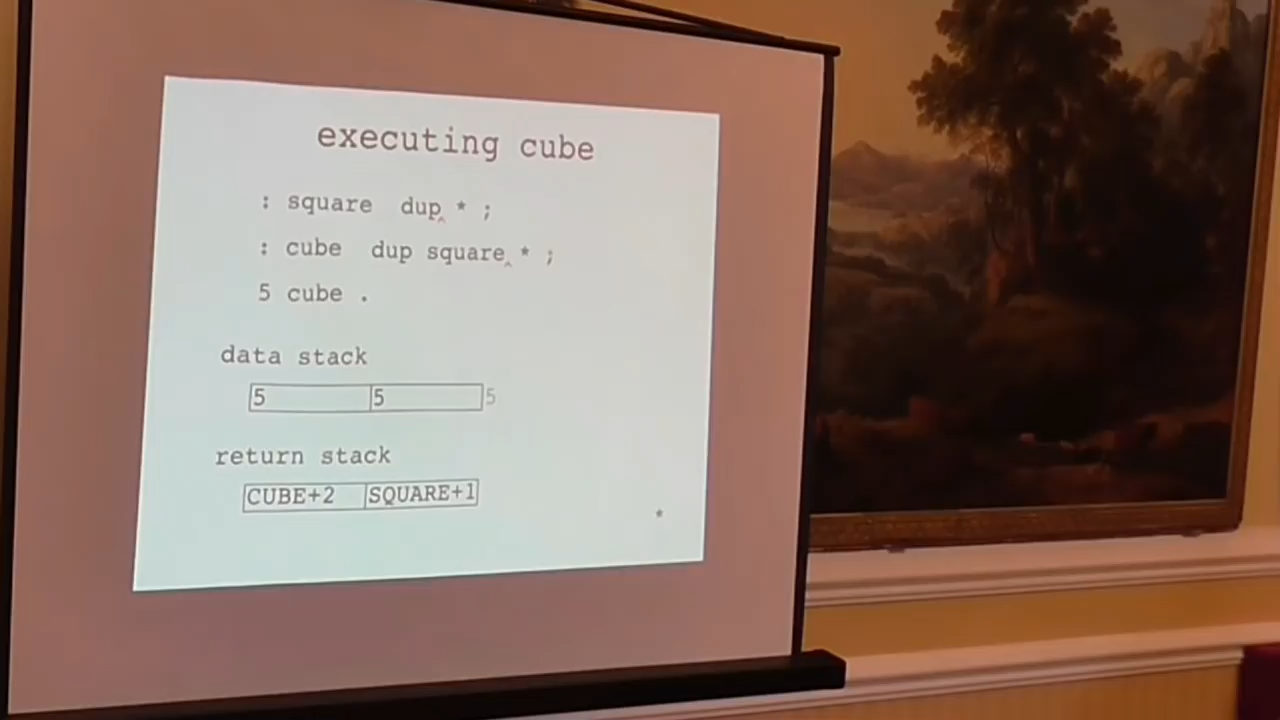 executing cube
: square  dup‸ * ;
: cube  dup square‸ * ;
5 cube .
data stack
5 5 5
return stack
CUBE+2 SQUARE+1
*